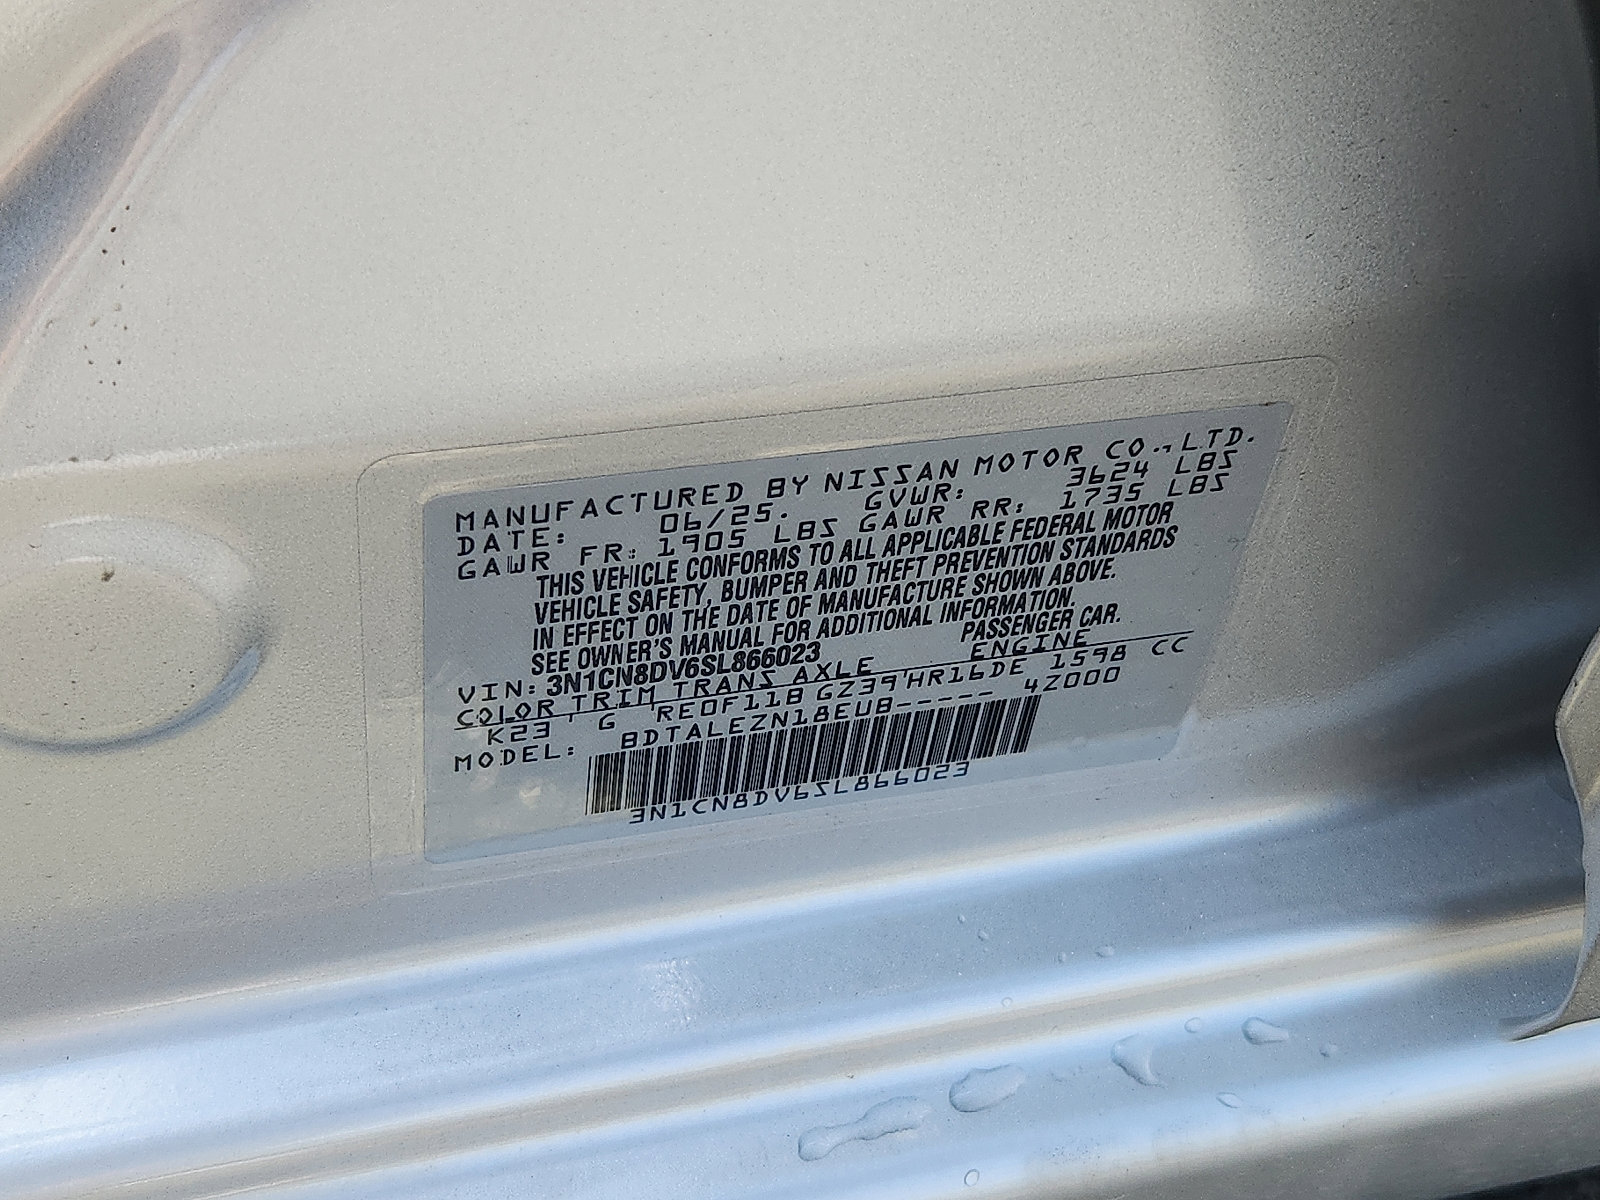 MANUFACTURED BY NISSAN MOTOR CO., LTD.
DATE: 06/25. GVWR: 3624 LBS
GAWR FR: 1905 LBS GAWR RR: 1735 LBS
THIS VEHICLE CONFORMS TO ALL APPLICABLE FEDERAL MOTOR
VEHICLE SAFETY, BUMPER AND THEFT PREVENTION STANDARDS
IN EFFECT ON THE DATE OF MANUFACTURE SHOWN ABOVE.
SEE OWNER'S MANUAL FOR ADDITIONAL INFORMATION.
VIN: 3N1CN8DV6SL866023 PASSENGER CAR.
COLOR TRIM TRANS AXLE ENGINE
K23 G RE0F11B GZ39 HR16DE 1598 CC
MODEL: BDTALEZN18EUB----- 4Z000
3N1CN8DV6SL866023